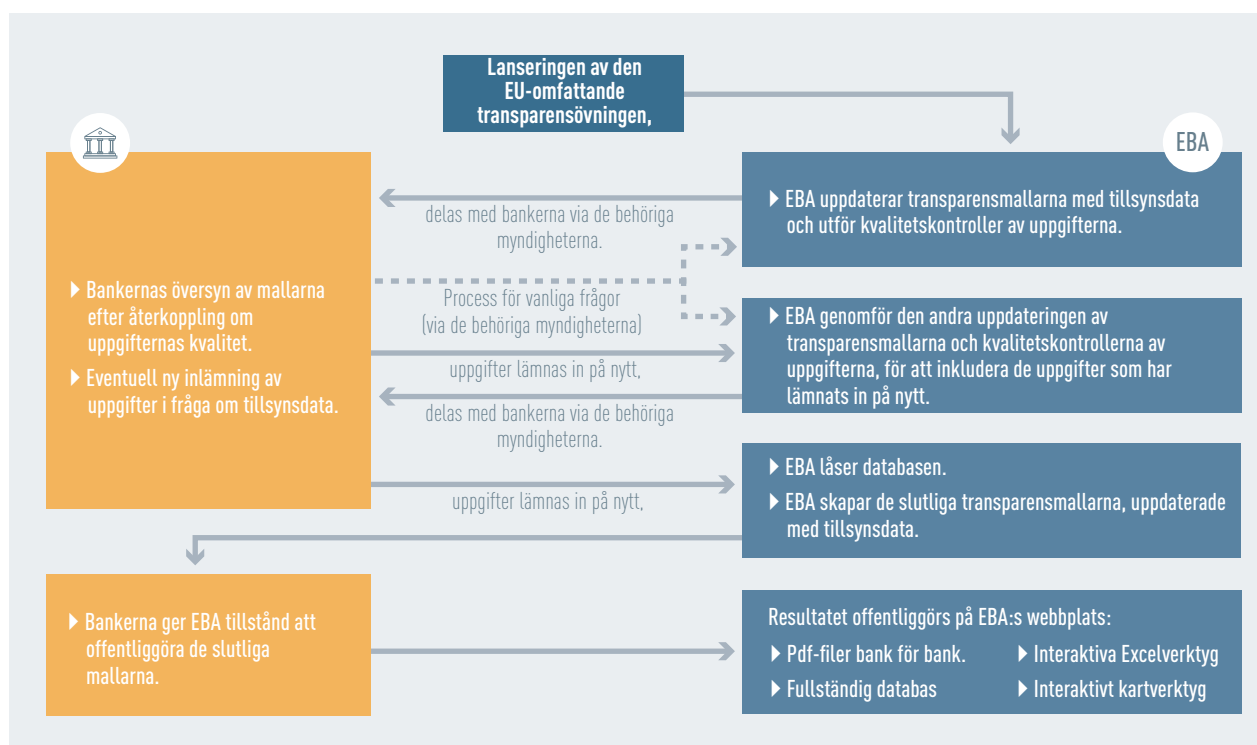 Lanseringen av den
EU-omfattande
transparensövningen,
EBA
▶ EBA uppdaterar transparensmallarna med tillsynsdata
och utför kvalitetskontroller av uppgifterna.
delas med bankerna via de behöriga
myndigheterna.
▶ Bankernas översyn av mallarna
efter återkoppling om
uppgifternas kvalitet.
▶ Eventuell ny inlämning av
uppgifter i fråga om tillsynsdata.
Process för vanliga frågor
(via de behöriga myndigheterna)
▶ EBA genomför den andra uppdateringen av
transparensmallarna och kvalitetskontrollerna av
uppgifterna, för att inkludera de uppgifter som har
lämnats in på nytt.
uppgifter lämnas in på nytt,
delas med bankerna via de behöriga
myndigheterna.
▶ EBA låser databasen.
▶ EBA skapar de slutliga transparensmallarna, uppdaterade
med tillsynsdata.
uppgifter lämnas in på nytt,
▶ Bankerna ger EBA tillstånd att
offentliggöra de slutliga
mallarna.
Resultatet offentliggörs på EBA:s webbplats:
▶ Pdf-filer bank för bank.
▶ Interaktiva Excelverktyg
▶ Fullständig databas
▶ Interaktivt kartverktyg